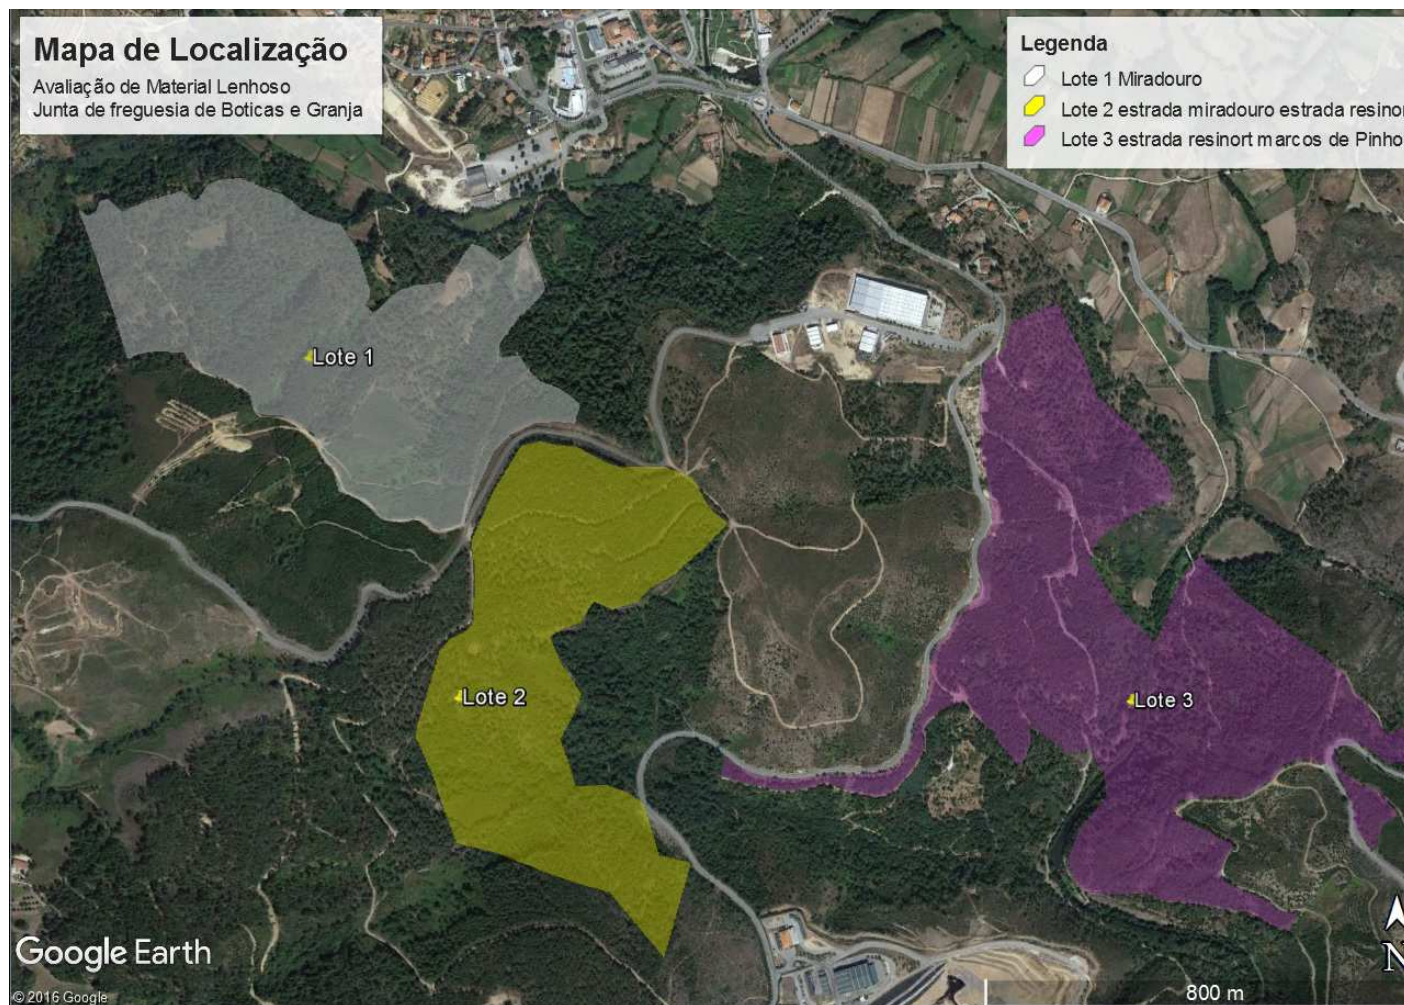 Mapa de Localização
Avaliação de Material Lenhoso
Junta de freguesia de Boticas e Granja
Legenda
Lote 1 Miradouro
Lote 2 estrada miradouro estrada resinor
Lote 3 estrada resinort marcos de Pinho
Lote 1
Lote 2
Lote 3
Google Earth
N
© 2016 Google
800 m